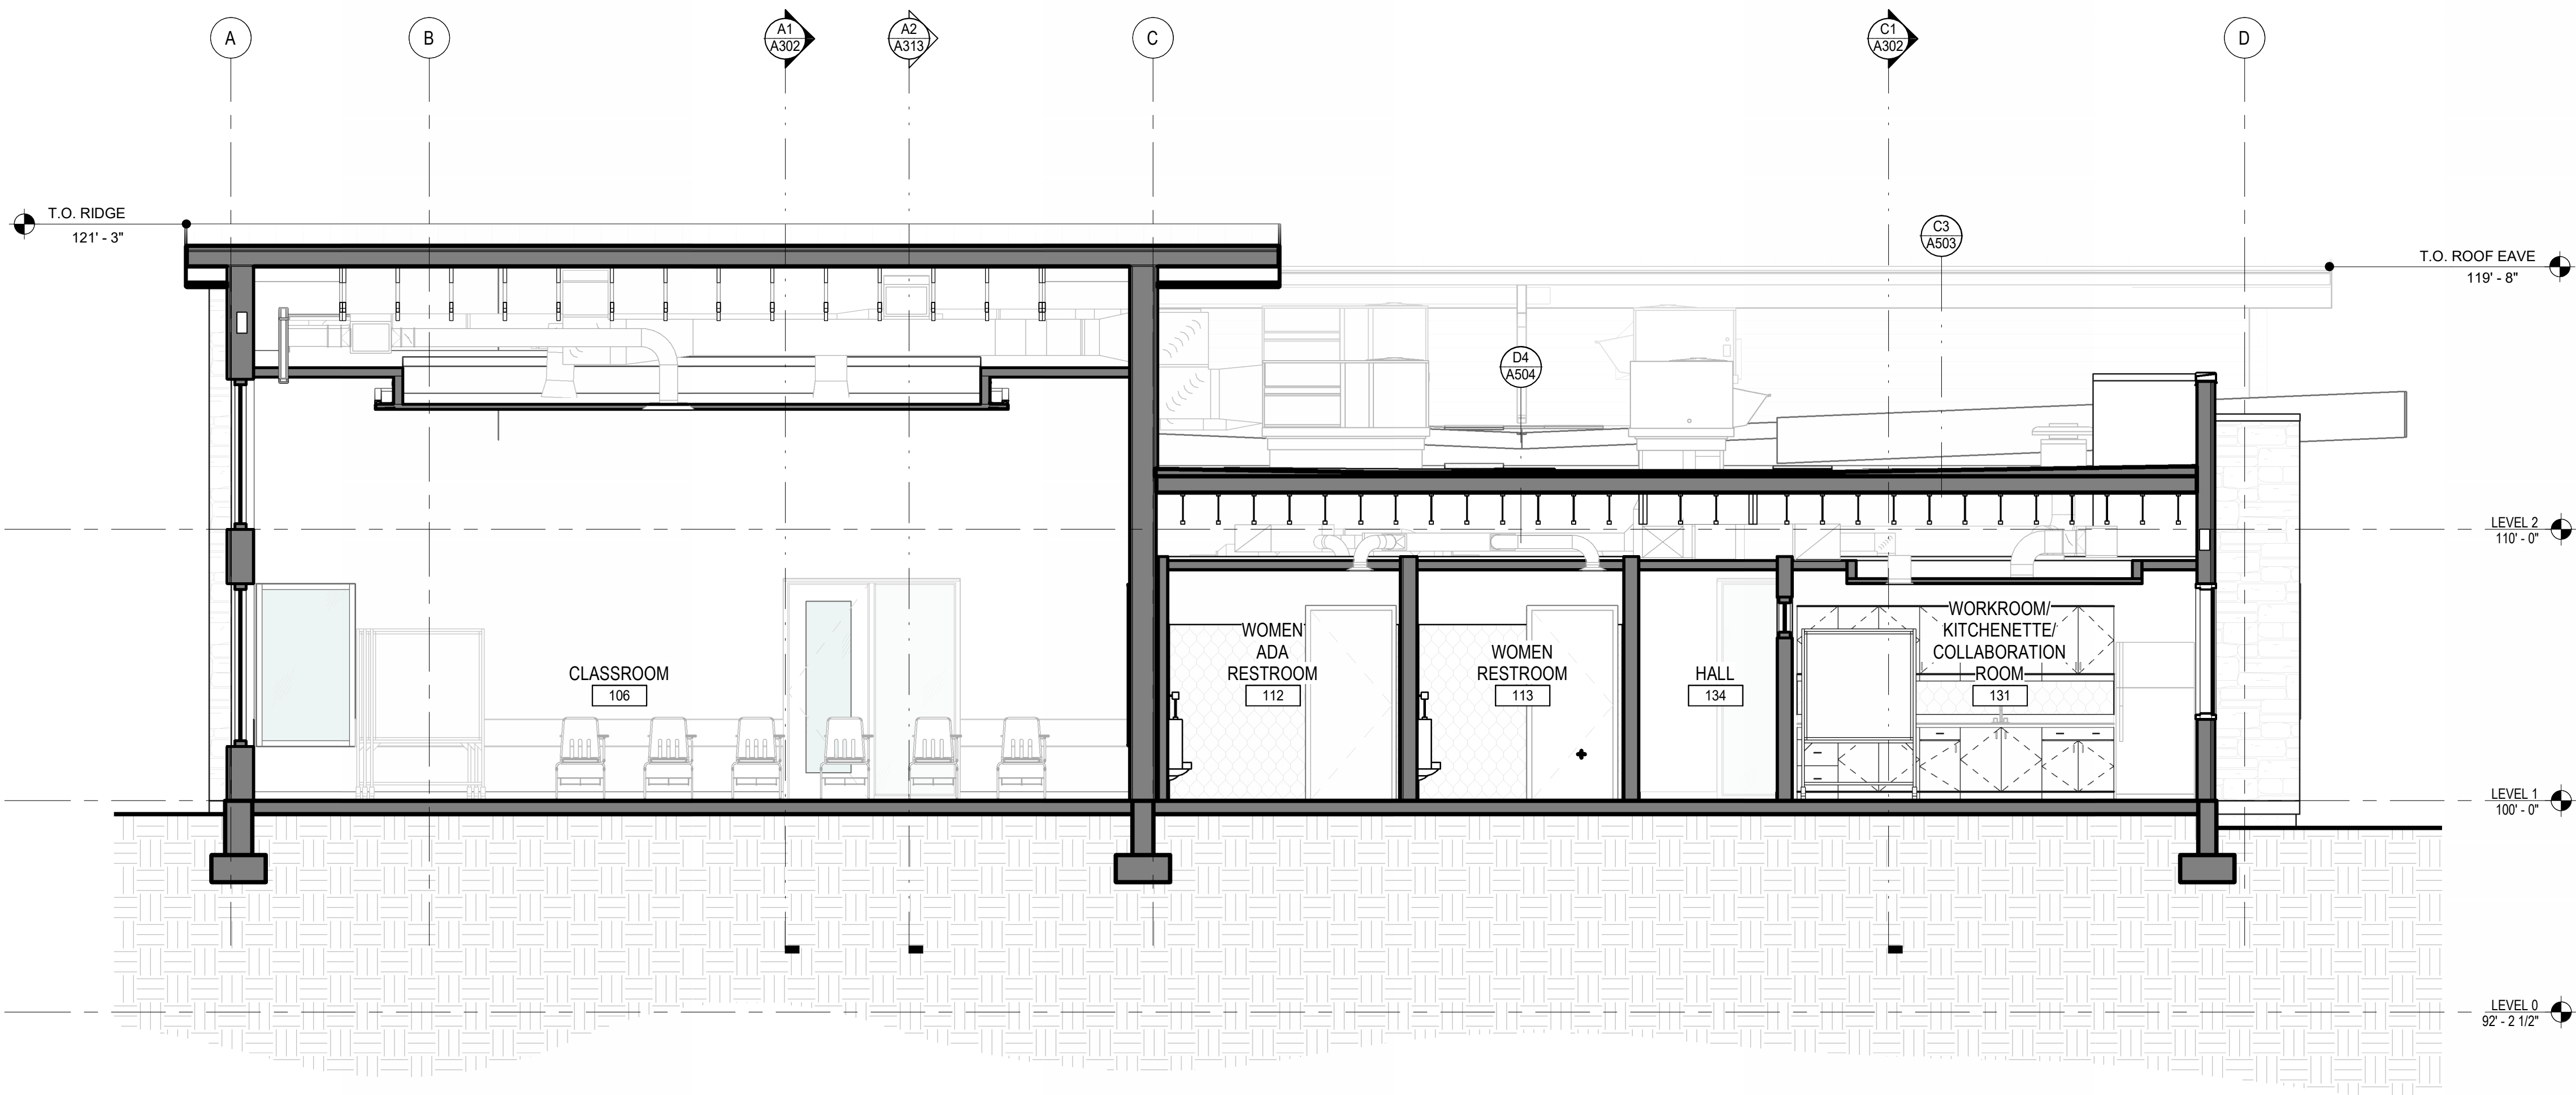 A
B
A1
A302
A2
A313
C
C1
A302
D
T.O. RIDGE
121' - 3"
C3
A503
T.O. ROOF EAVE
119' - 8"
D4
A504
LEVEL 2
110' - 0"
CLASSROOM
106
WOMEN
ADA
RESTROOM
112
WOMEN
RESTROOM
113
HALL
134
WORKROOM/
KITCHENETTE/
COLLABORATION
ROOM
131
LEVEL 1
100' - 0"
LEVEL 0
92' - 2 1/2"